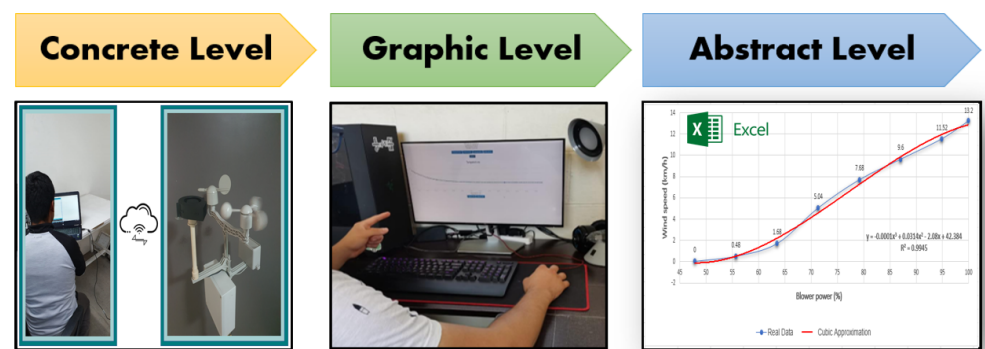 Concrete Level
Graphic Level
Abstract Level
Excel
14
12
10
8
6
4
2
0
-2
Wind speed (km/h)
0
0.48
1.68
5.04
7.68
9.6
11.52
13.2
y = -0.0001x³ + 0.0314x² - 2.08x + 42.384
R² = 0.9945
45 50 55 60 65 70 75 80 85 90 95 100
Blower power (%)
Real Data
Cubic Approximation